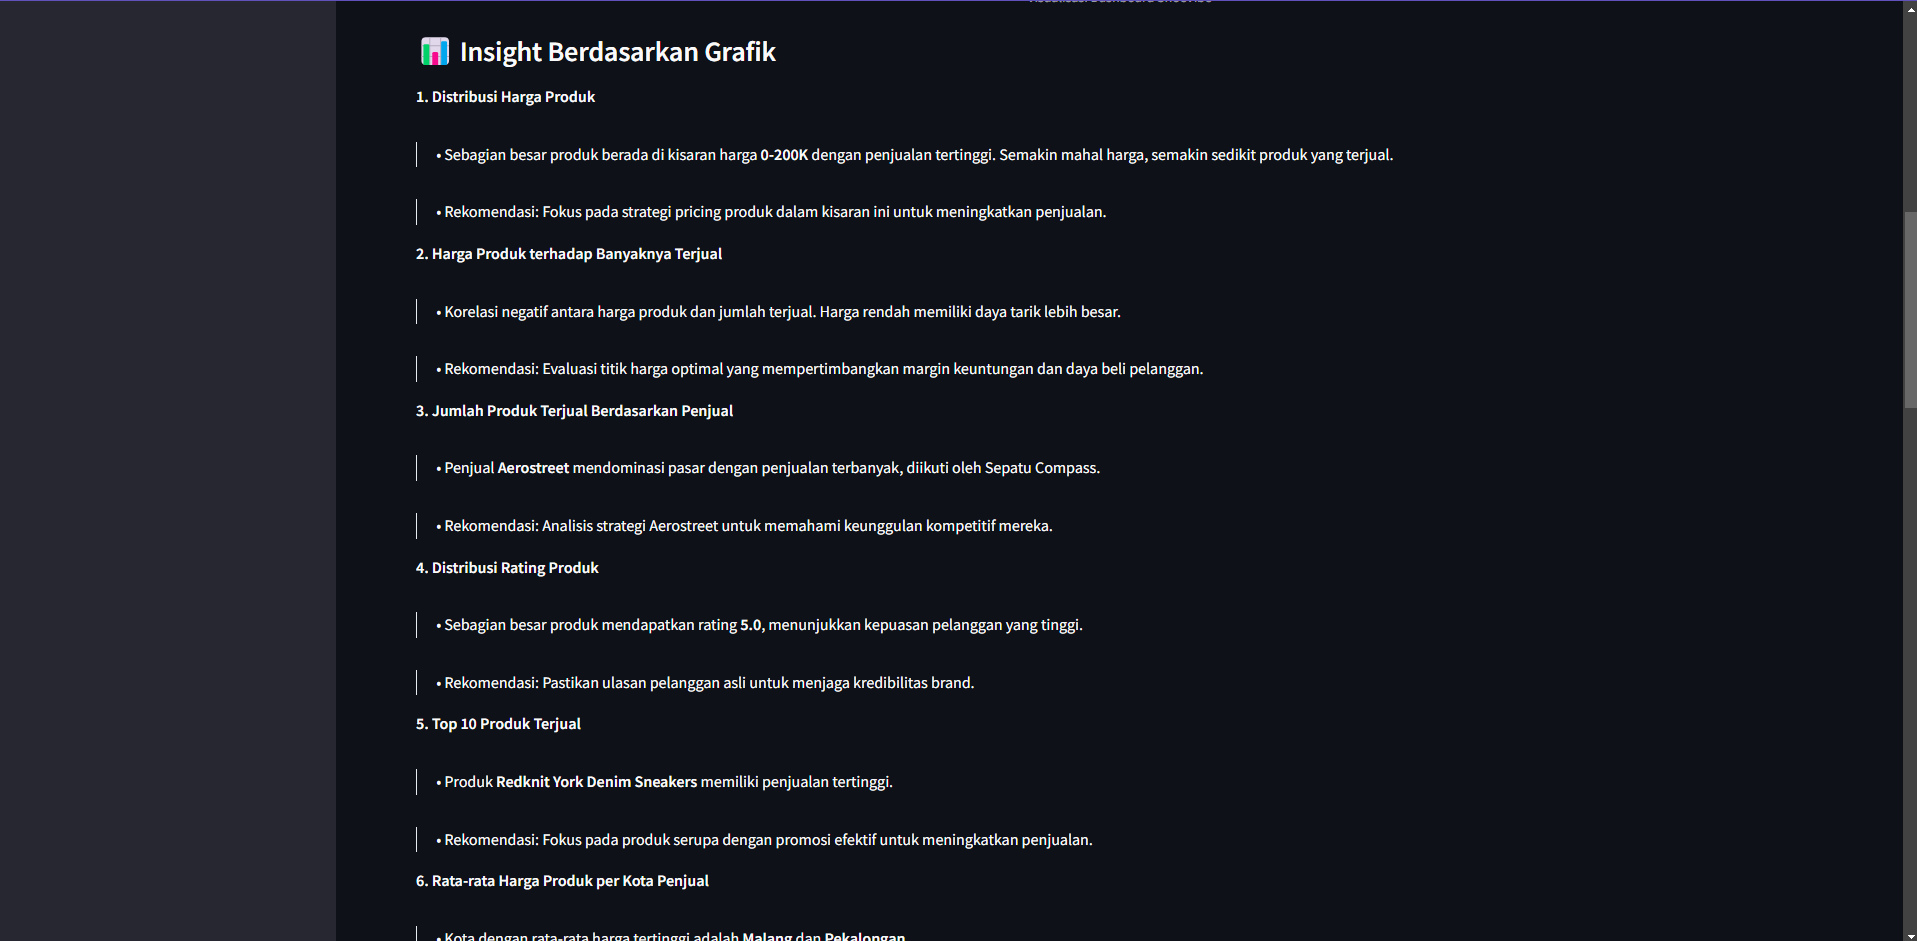 Insight Berdasarkan Grafik
1. Distribusi Harga Produk
• Sebagian besar produk berada di kisaran harga 0-200K dengan penjualan tertinggi. Semakin mahal harga, semakin sedikit produk yang terjual.
• Rekomendasi: Fokus pada strategi pricing produk dalam kisaran ini untuk meningkatkan penjualan.
2. Harga Produk terhadap Banyaknya Terjual
• Korelasi negatif antara harga produk dan jumlah terjual. Harga rendah memiliki daya tarik lebih besar.
• Rekomendasi: Evaluasi titik harga optimal yang mempertimbangkan margin keuntungan dan daya beli pelanggan.
3. Jumlah Produk Terjual Berdasarkan Penjual
• Penjual Aerostreet mendominasi pasar dengan penjualan terbanyak, diikuti oleh Sepatu Compass.
• Rekomendasi: Analisis strategi Aerostreet untuk memahami keunggulan kompetitif mereka.
4. Distribusi Rating Produk
• Sebagian besar produk mendapatkan rating 5.0, menunjukkan kepuasan pelanggan yang tinggi.
• Rekomendasi: Pastikan ulasan pelanggan asli untuk menjaga kredibilitas brand.
5. Top 10 Produk Terjual
• Produk Redknit York Denim Sneakers memiliki penjualan tertinggi.
• Rekomendasi: Fokus pada produk serupa dengan promosi efektif untuk meningkatkan penjualan.
6. Rata-rata Harga Produk per Kota Penjual
• Kota dengan rata-rata harga tertinggi adalah Malang dan Pekalongan